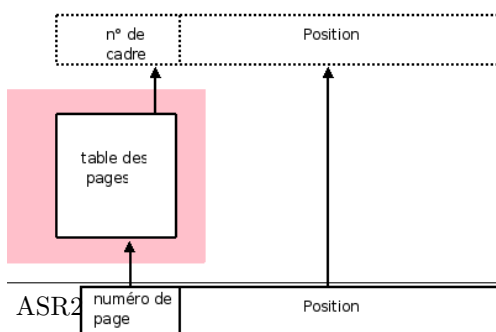 n° de
cadre
Position
table des
pages
ASR2
numéro de
page
Position